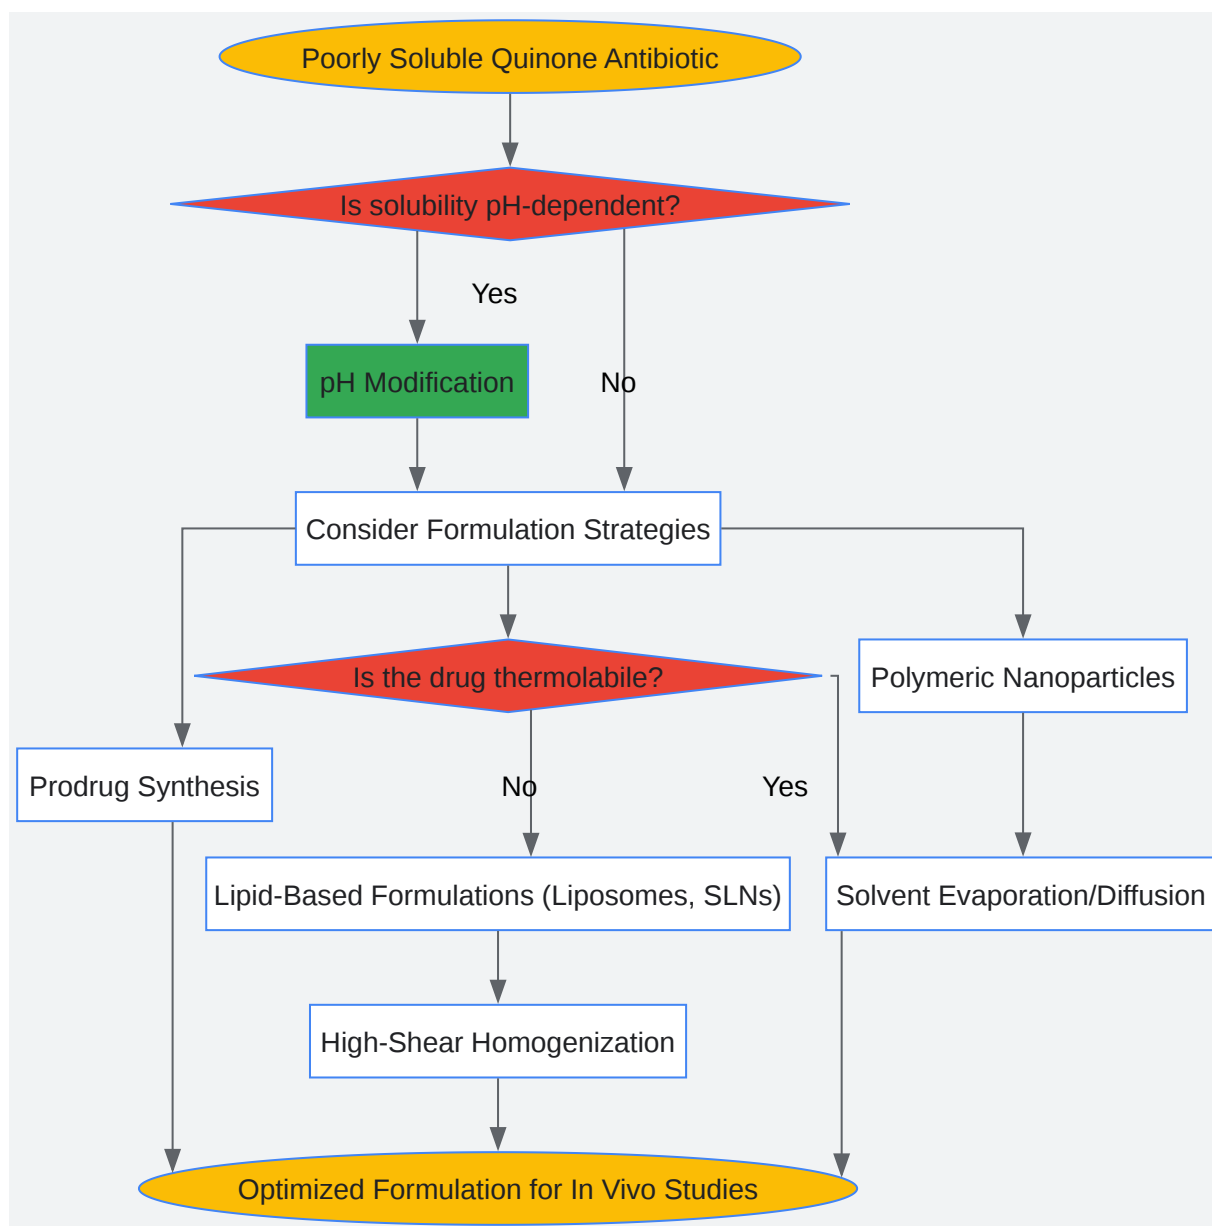 Poorly Soluble Quinone Antibiotic
Is solubility pH-dependent?
Yes
pH Modification
No
Consider Formulation Strategies
Is the drug thermolabile?
Polymeric Nanoparticles
Prodrug Synthesis
No
Yes
Lipid-Based Formulations (Liposomes, SLNs)
Solvent Evaporation/Diffusion
High-Shear Homogenization
Optimized Formulation for In Vivo Studies